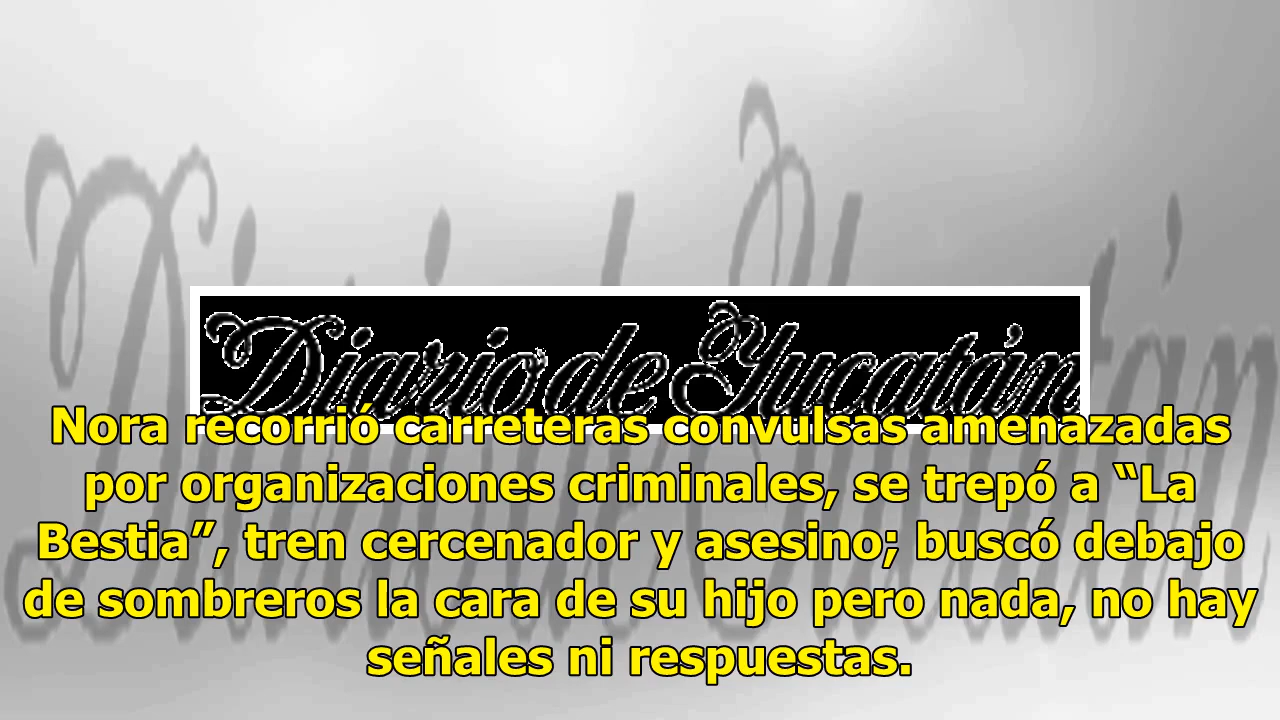 Diario de Yucatán
Nora recorrió carreteras convulsas amenazadas
por organizaciones criminales, se trepó a “La
Bestia”, tren cercenador y asesino; buscó debajo
de sombreros la cara de su hijo pero nada, no hay
señales ni respuestas.